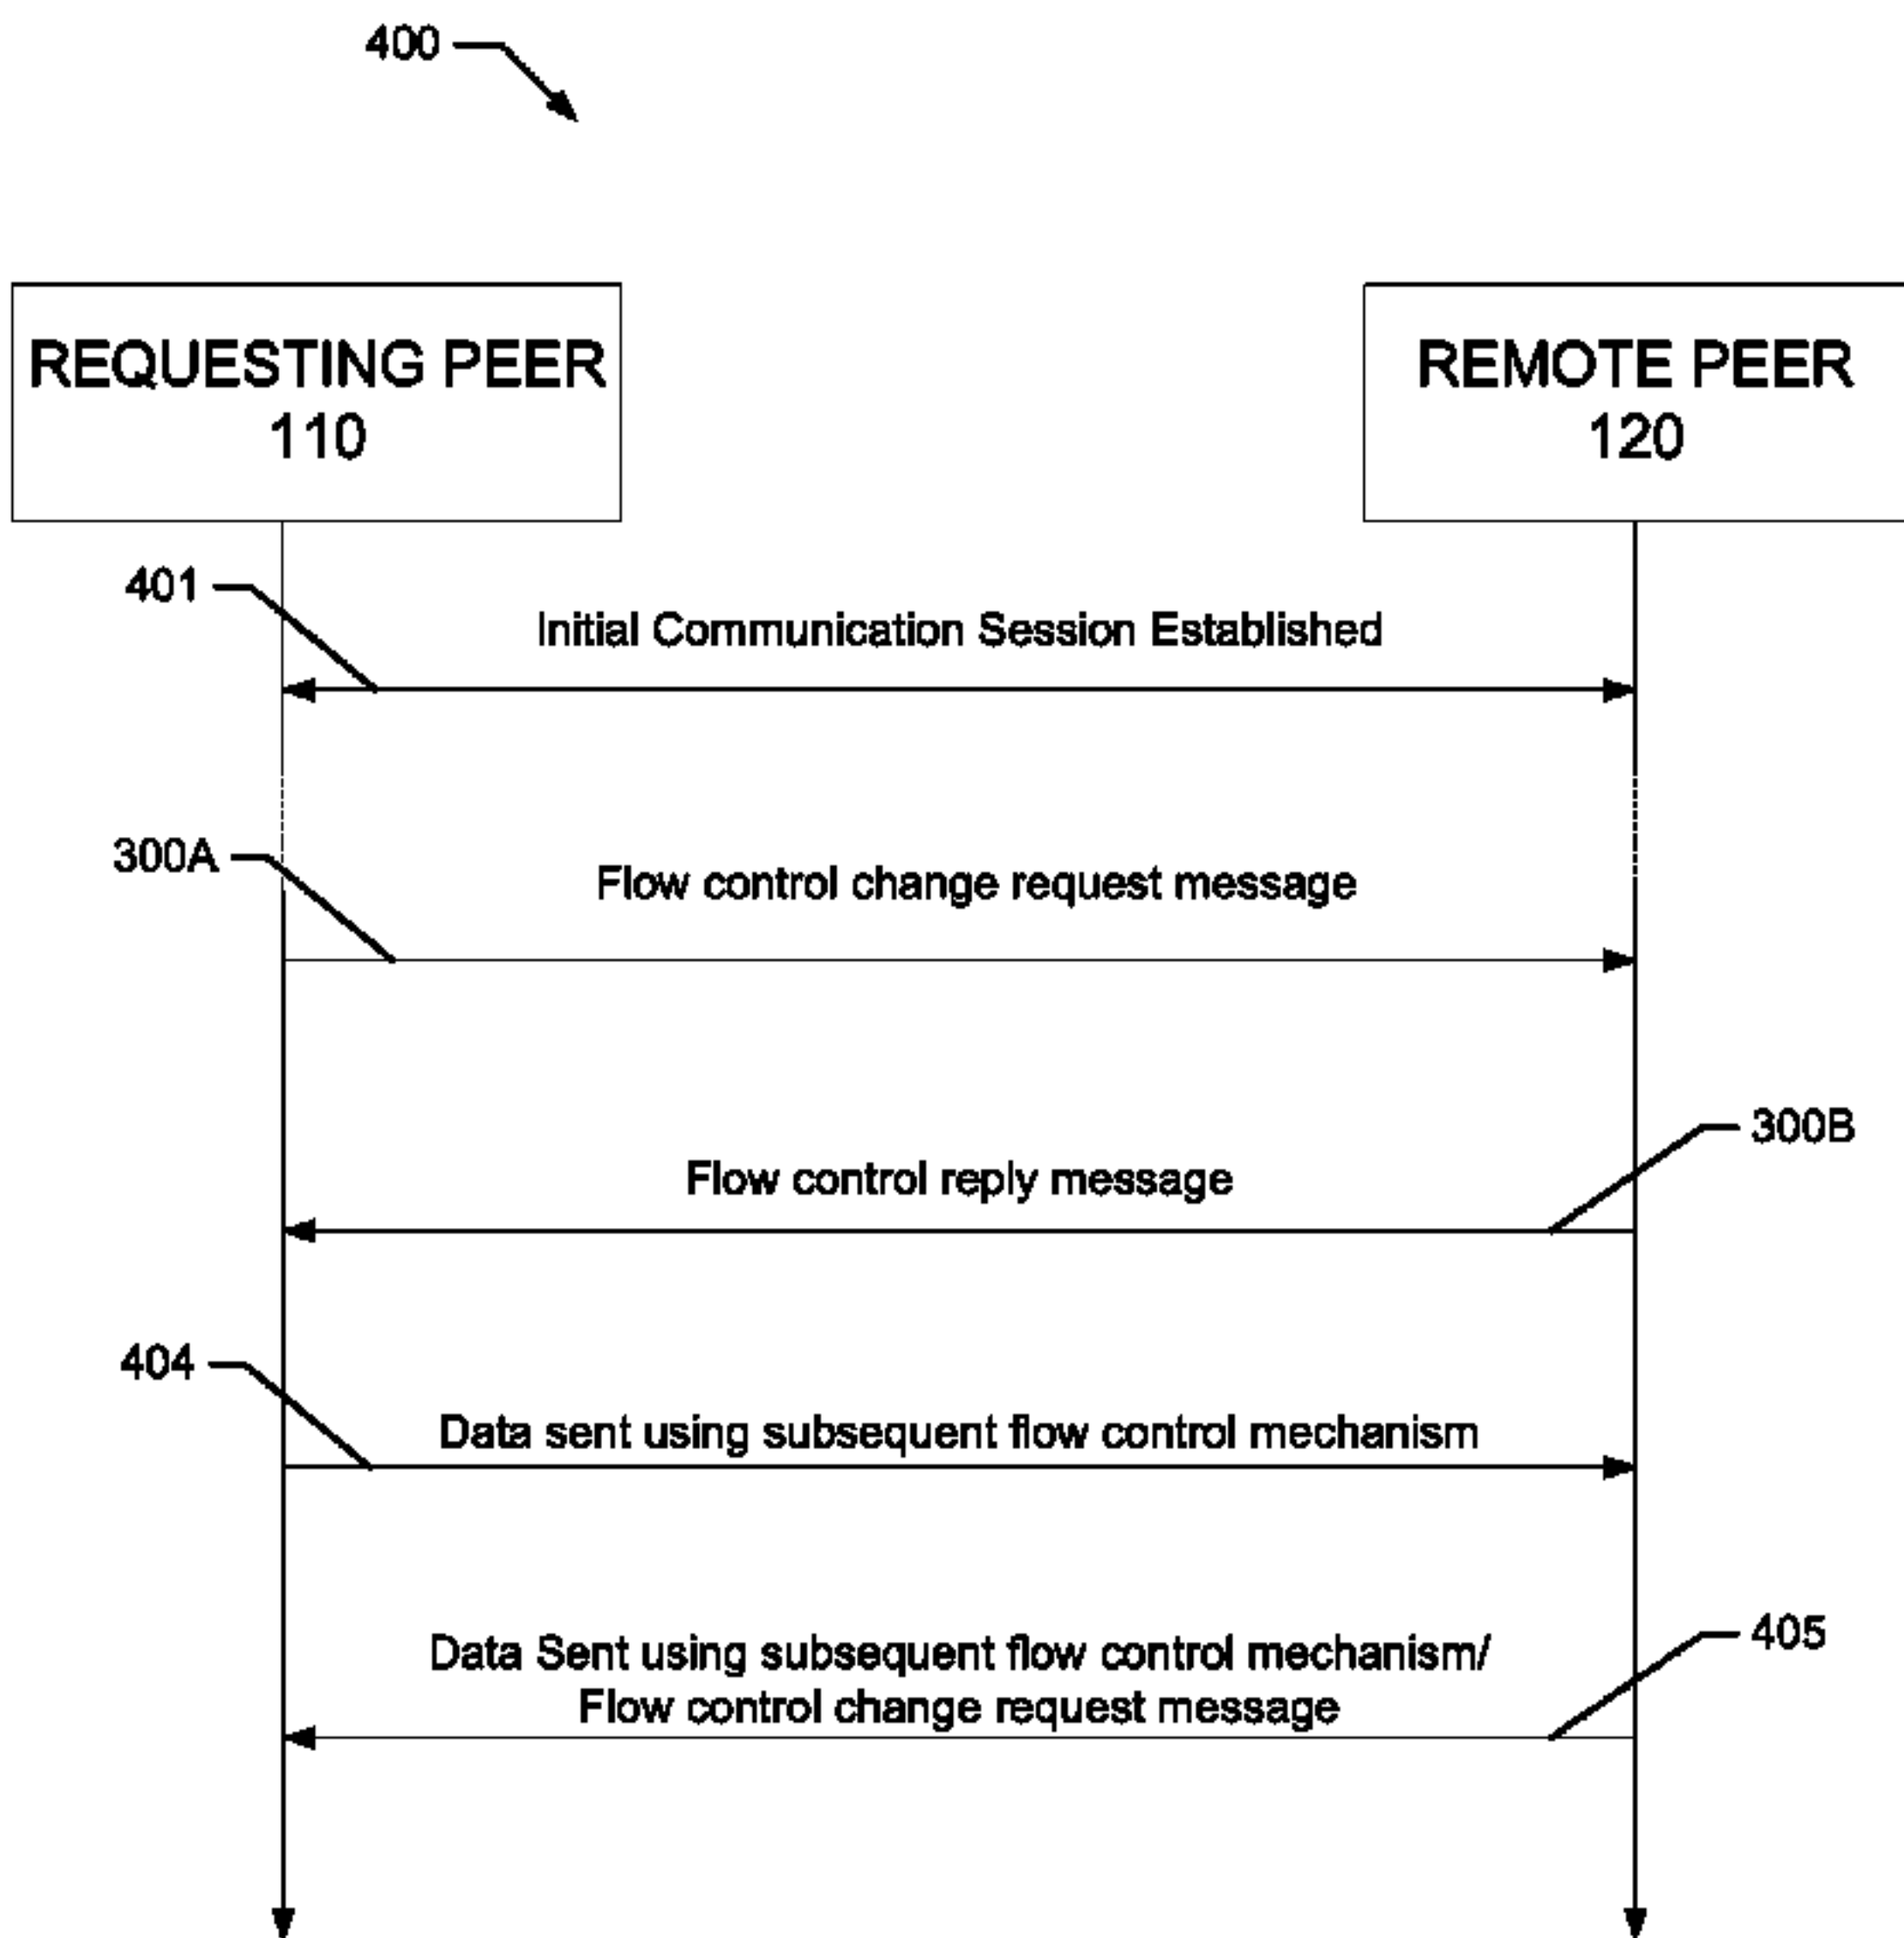 400
REQUESTING PEER
110
REMOTE PEER
120
401
Initial Communication Session Established
300A
Flow control change request message
300B
Flow control reply message
404
Data sent using subsequent flow control mechanism
405
Data Sent using subsequent flow control mechanism/
Flow control change request message